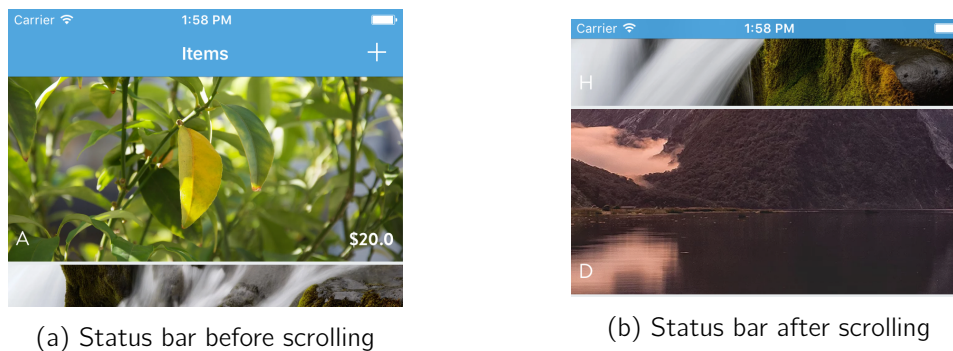 Carrier 1:58 PM
Items +
A $20.0
(a) Status bar before scrolling
Carrier 1:58 PM
H
D
(b) Status bar after scrolling